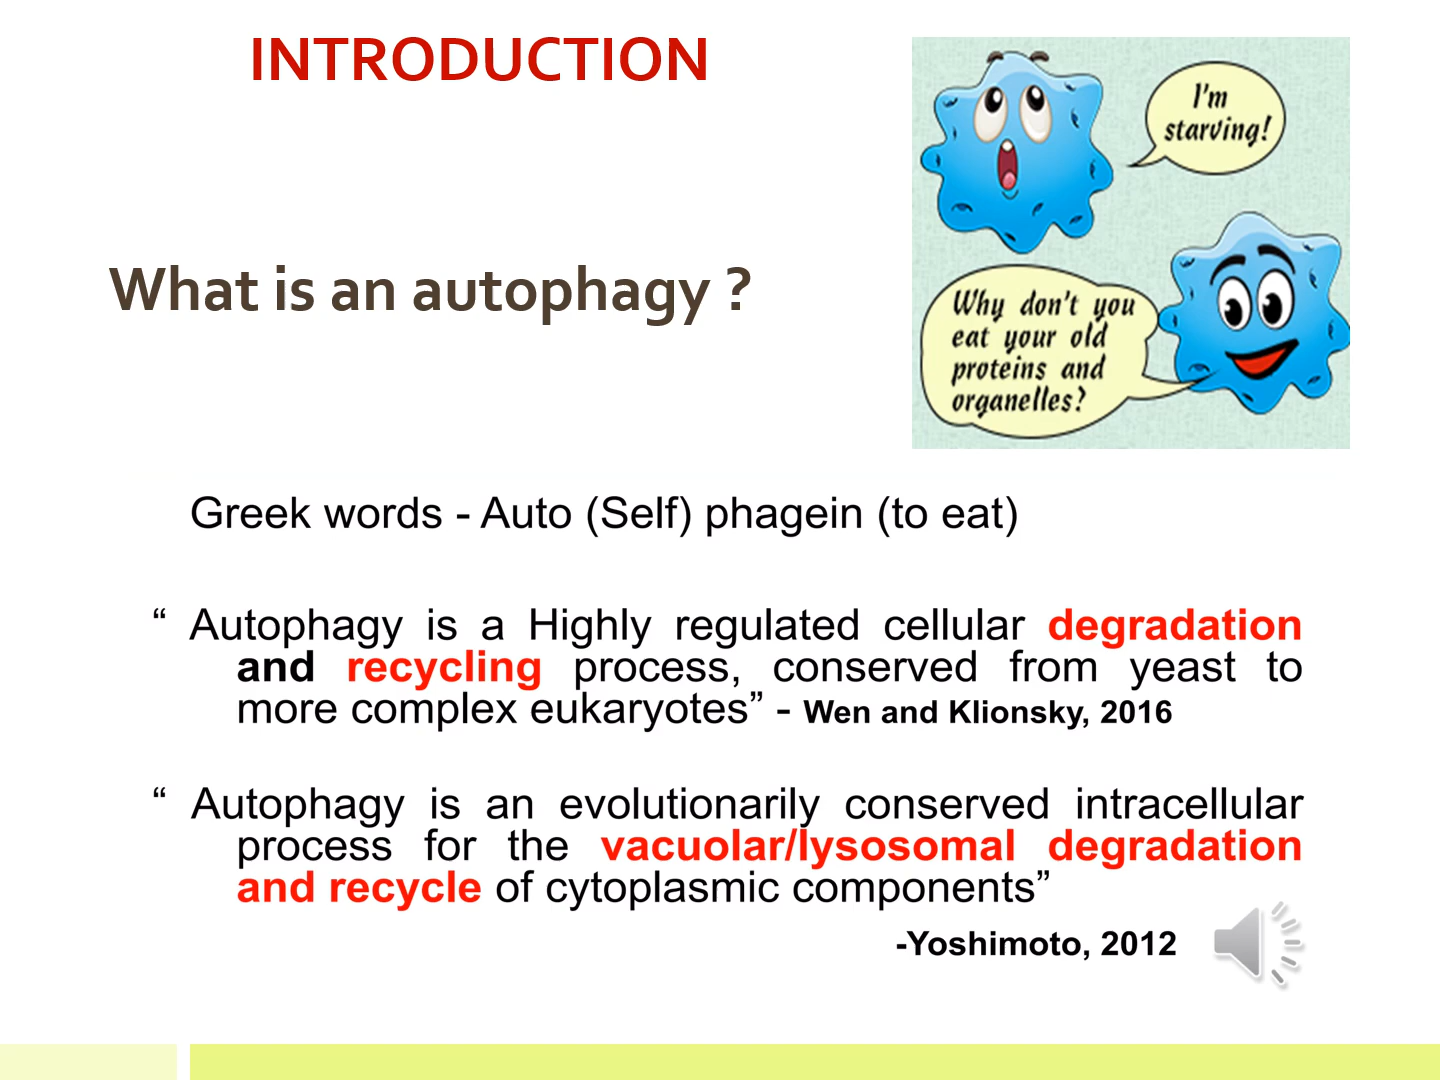 INTRODUCTION
I'm
starving!
What is an autophagy ?
Why don't you
eat your old
proteins and
organelles?
Greek words - Auto (Self) phagein (to eat)
“ Autophagy is a Highly regulated cellular degradation
and recycling process, conserved from yeast to
more complex eukaryotes” - Wen and Klionsky, 2016
“ Autophagy is an evolutionarily conserved intracellular
process for the vacuolar/lysosomal degradation
and recycle of cytoplasmic components”
-Yoshimoto, 2012